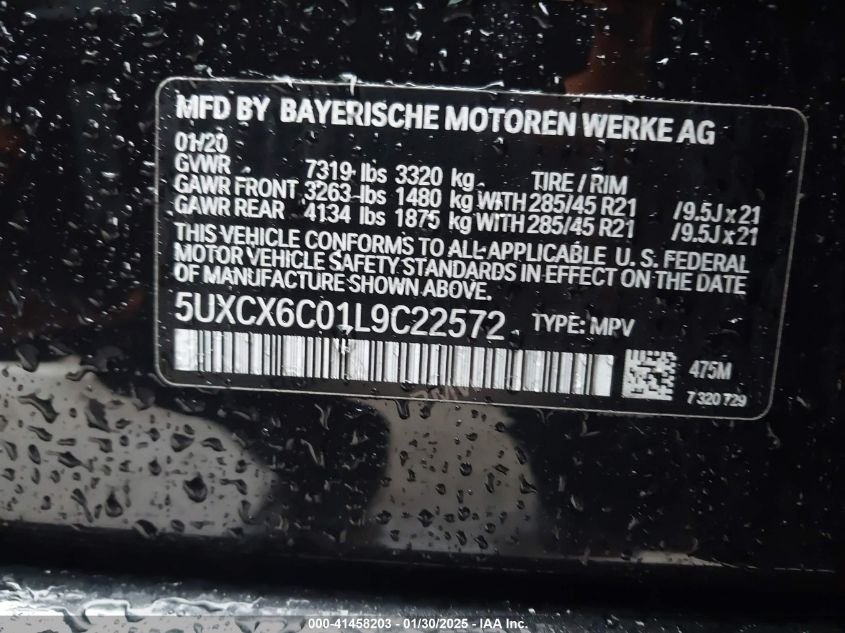 MFD BY BAYERISCHE MOTOREN WERKE AG
01/20
GVWR 7319 lbs 3320 kg TIRE / RIM
GAWR FRONT 3263 lbs 1480 kg WITH 285/45 R21 /9.5J x 21
GAWR REAR 4134 lbs 1875 kg WITH 285/45 R21 /9.5J x 21
THIS VEHICLE CONFORMS TO ALL APPLICABLE U. S. FEDERAL
MOTOR VEHICLE SAFETY STANDARDS IN EFFECT ON THE DATE
OF MANUFACTURE SHOWN ABOVE.
5UXCX6C01L9C22572 TYPE: MPV
475M
7 320 729
000-41458203 - 01/30/2025 - IAA Inc.